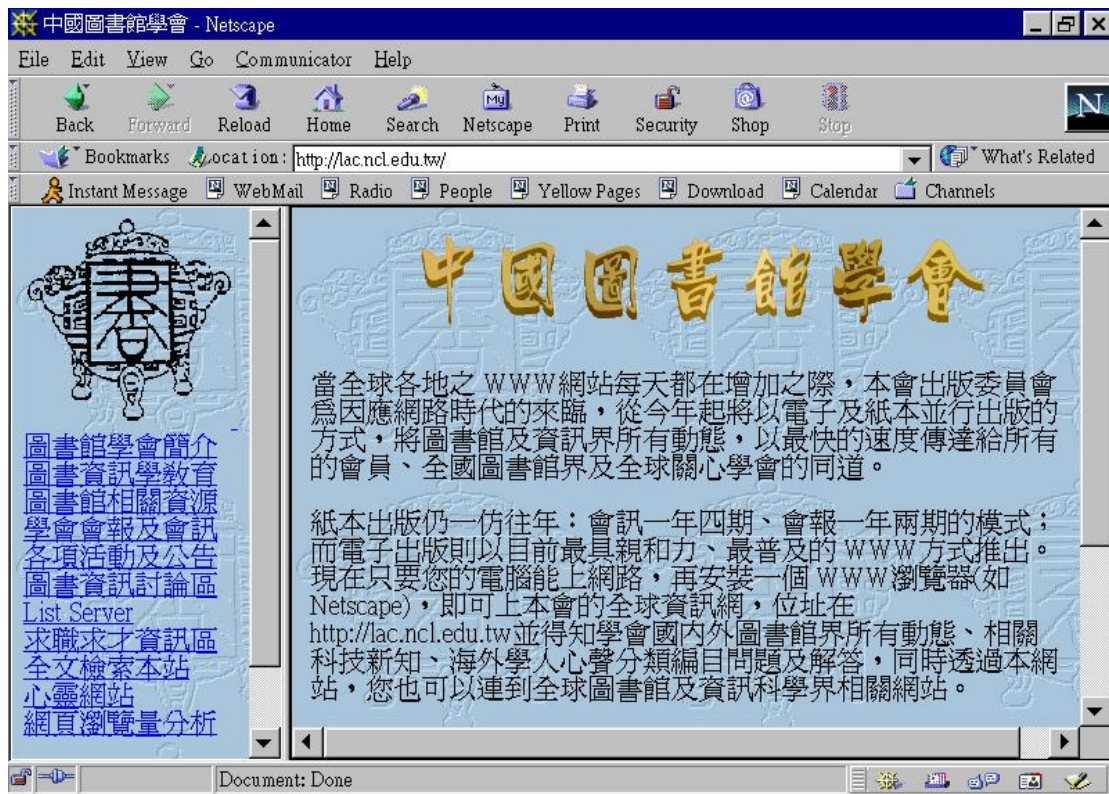 中國圖書館學會 - Netscape
File Edit View Go Communicator Help
Back Forward Reload Home Search Netscape Print Security Shop Stop
Bookmarks Location: http://lac.ncl.edu.tw/ What's Related
Instant Message WebMail Radio People Yellow Pages Download Calendar Channels
圖書館學會簡介
圖書資訊學教育
圖書館相關資源
學會會報及會訊
各項活動及公告
圖書資訊討論區
List Server
求職求才資訊區
全文檢索本站
心靈網站
網頁瀏覽量分析
中國圖書館學會
當全球各地之 WWW網站每天都在增加之際，本會出版委員會
為因應網路時代的來臨，從今年起將以電子及紙本並行出版的
方式，將圖書館及資訊界所有動態，以最快的速度傳達給所有
的會員、全國圖書館界及全球關心學會的同道。
紙本出版仍一仿往年：會訊一年四期、會報一年兩期的模式；
而電子出版則以目前最具親和力、最普及的 WWW方式推出。
現在只要您的電腦能上網路，再安裝一個 WWW瀏覽器(如
Netscape)，即可上本會的全球資訊網，位址在
http://lac.ncl.edu.tw並得知學會國內外圖書館界所有動態、相關
科技新知、海外學人心聲分類編目問題及解答，同時透過本網
站，您也可以連到全球圖書館及資訊科學界相關網站。
Document: Done